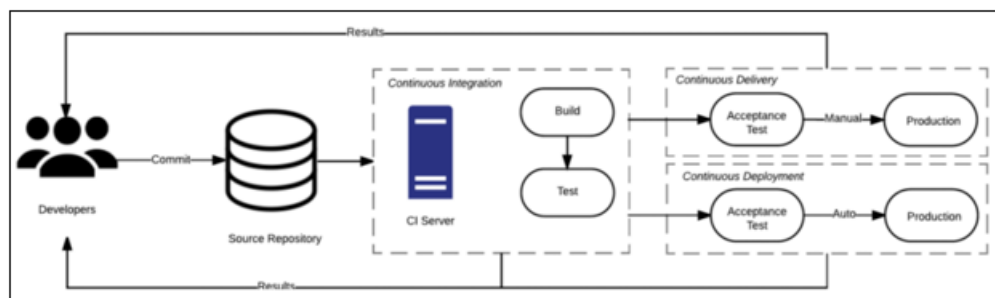 Results
Continuous Integration
Continuous Delivery
Build
Acceptance
Test
Manual
Production
Commit
Developers
Source Repository
CI Server
Test
Continuous Deployment
Acceptance
Test
Auto
Production
Results